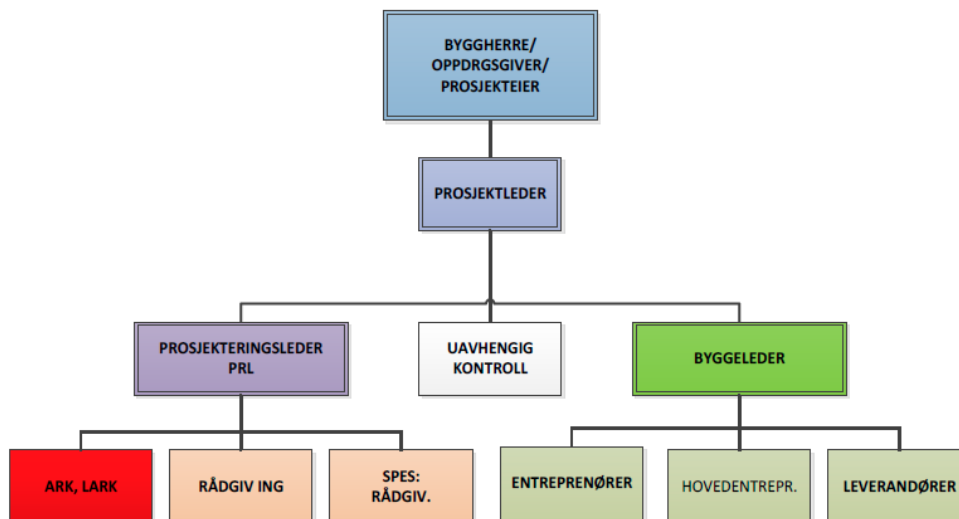 BYGGHERRE/
OPPDRGSGIVER/
PROSJEKTEIER
PROSJEKTLEDER
PROSJEKTERINGSLEDER
PRL
UAVHENGIG
KONTROLL
BYGGELEDER
ARK, LARK
RÅDGIV ING
SPES:
RÅDGIV.
ENTREPRENØRER
HOVEDENTREPR.
LEVERANDØRER